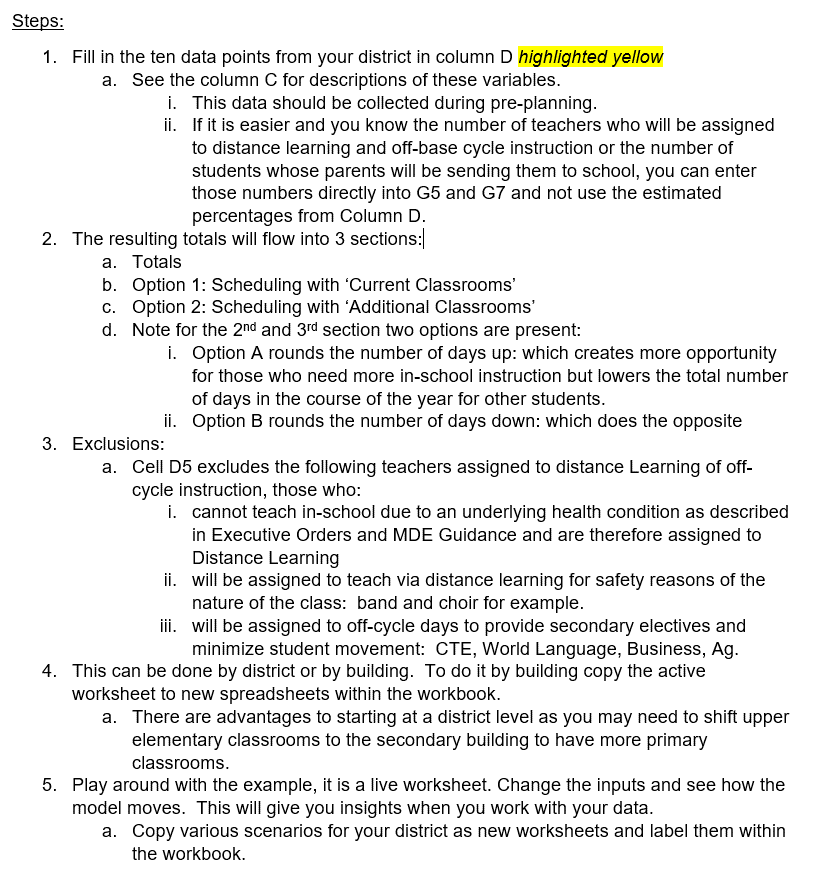 Steps:
1. Fill in the ten data points from your district in column D highlighted yellow
a. See the column C for descriptions of these variables.
i. This data should be collected during pre-planning.
ii. If it is easier and you know the number of teachers who will be assigned
to distance learning and off-base cycle instruction or the number of
students whose parents will be sending them to school, you can enter
those numbers directly into G5 and G7 and not use the estimated
percentages from Column D.
2. The resulting totals will flow into 3 sections:
a. Totals
b. Option 1: Scheduling with ‘Current Classrooms’
c. Option 2: Scheduling with ‘Additional Classrooms’
d. Note for the 2nd and 3rd section two options are present:
i. Option A rounds the number of days up: which creates more opportunity
for those who need more in-school instruction but lowers the total number
of days in the course of the year for other students.
ii. Option B rounds the number of days down: which does the opposite
3. Exclusions:
a. Cell D5 excludes the following teachers assigned to distance Learning of off-
cycle instruction, those who:
i. cannot teach in-school due to an underlying health condition as described
in Executive Orders and MDE Guidance and are therefore assigned to
Distance Learning
ii. will be assigned to teach via distance learning for safety reasons of the
nature of the class:  band and choir for example.
iii. will be assigned to off-cycle days to provide secondary electives and
minimize student movement:  CTE, World Language, Business, Ag.
4. This can be done by district or by building.  To do it by building copy the active
worksheet to new spreadsheets within the workbook.
a. There are advantages to starting at a district level as you may need to shift upper
elementary classrooms to the secondary building to have more primary
classrooms.
5. Play around with the example, it is a live worksheet. Change the inputs and see how the
model moves.  This will give you insights when you work with your data.
a. Copy various scenarios for your district as new worksheets and label them within
the workbook.